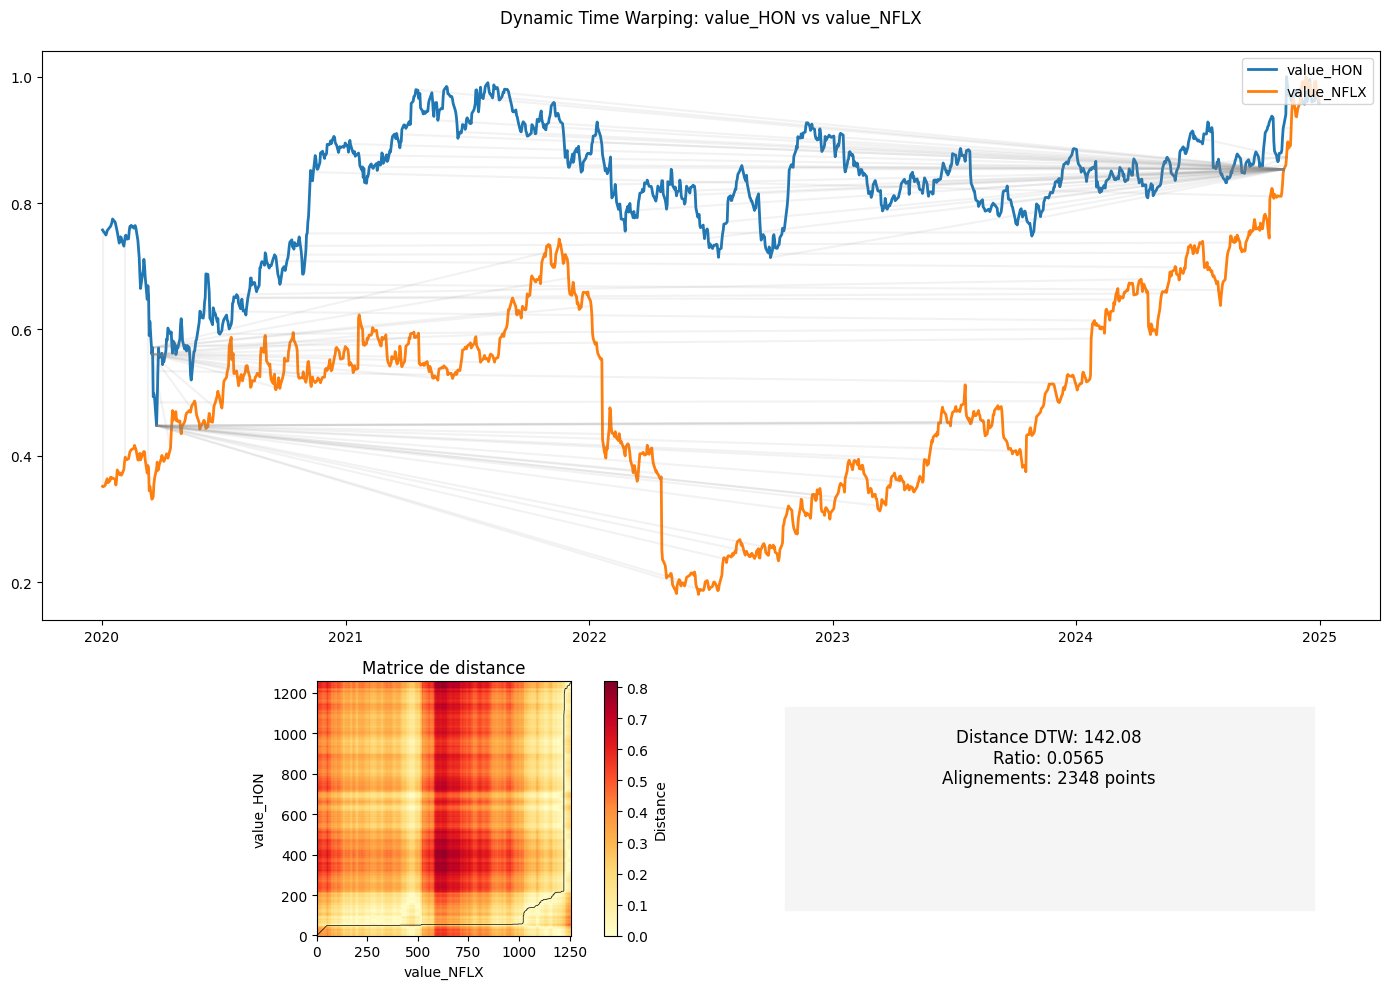 Dynamic Time Warping: value_HON vs value_NFLX
1.0
0.8
0.6
0.4
0.2
value_HON
value_NFLX
2020 2021 2022 2023 2024 2025
Matrice de distance
value_HON
1200
1000
800
600
400
200
0
0 250 500 750 1000 1250
value_NFLX
0.8
0.7
0.6
0.5
0.4
0.3
0.2
0.1
0.0
Distance
Distance DTW: 142.08
Ratio: 0.0565
Alignements: 2348 points